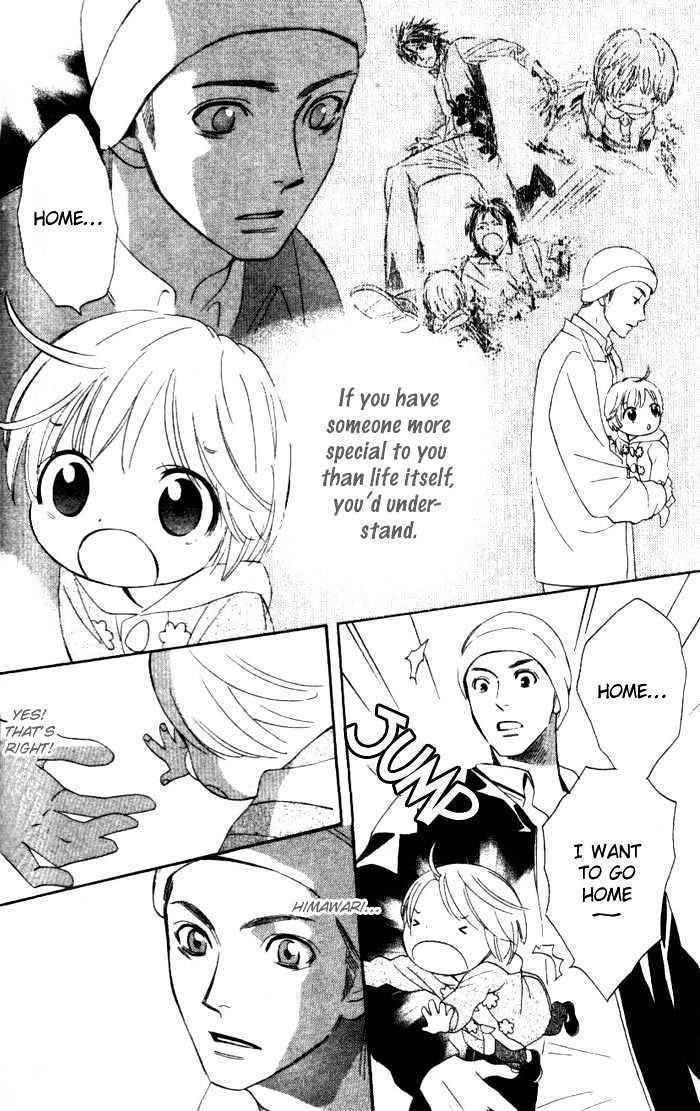 HOME...
If you have
someone more
special to you
than life itself,
you'd under-
stand.
HOME...
JUMP
I WANT
TO GO
HOME
YES!
THAT'S
RIGHT!
HIMAWARI...